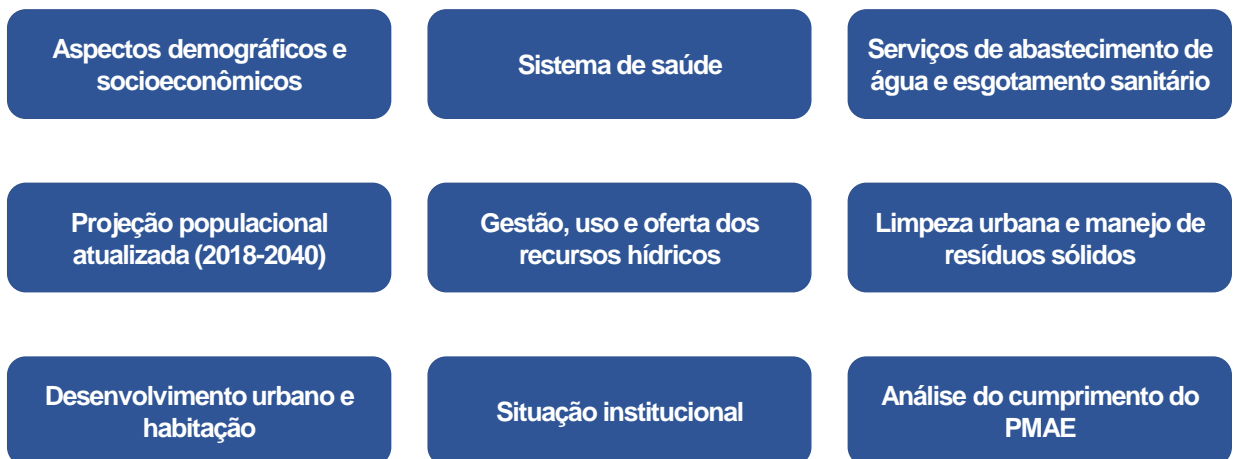 Aspectos demográficos e
socioeconômicos
Sistema de saúde
Serviços de abastecimento de
água e esgotamento sanitário
Projeção populacional
atualizada (2018-2040)
Gestão, uso e oferta dos
recursos hídricos
Limpeza urbana e manejo de
resíduos sólidos
Desenvolvimento urbano e
habitação
Situação institucional
Análise do cumprimento do
PMAE